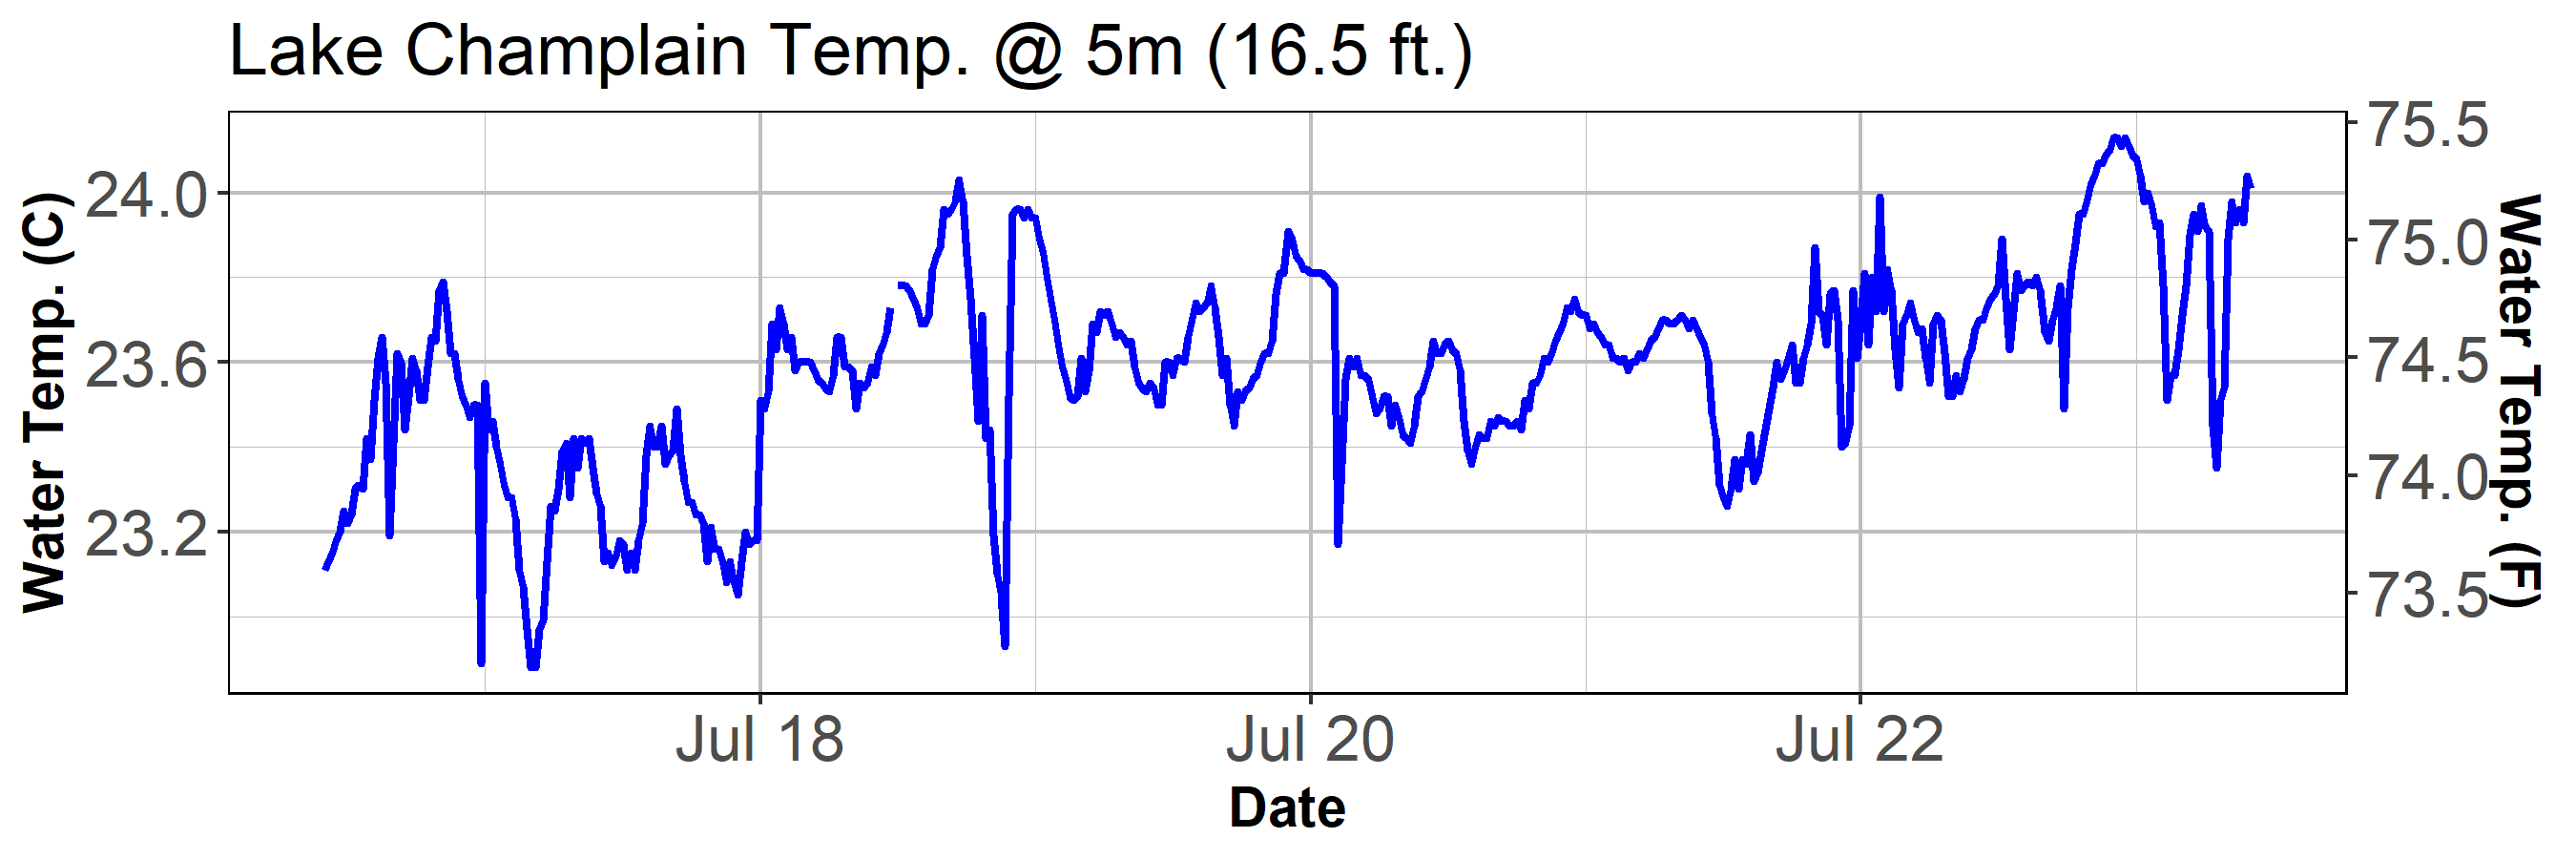 Lake Champlain Temp. @ 5m (16.5 ft.)
Water Temp. (C)
24.0
23.6
23.2
75.5
75.0
74.5
74.0
73.5
Water Temp. (F)
Jul 18 Jul 20 Jul 22
Date